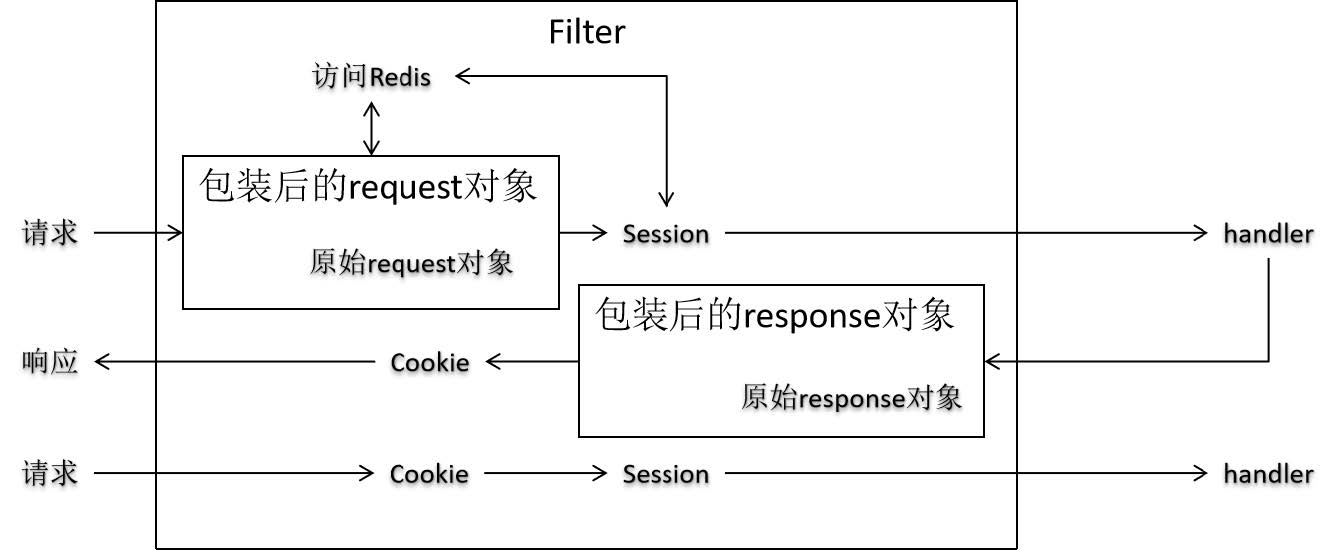 Filter
访问Redis
包装后的request对象
请求
Session
handler
原始request对象
包装后的response对象
响应
Cookie
原始response对象
请求
Cookie
Session
handler